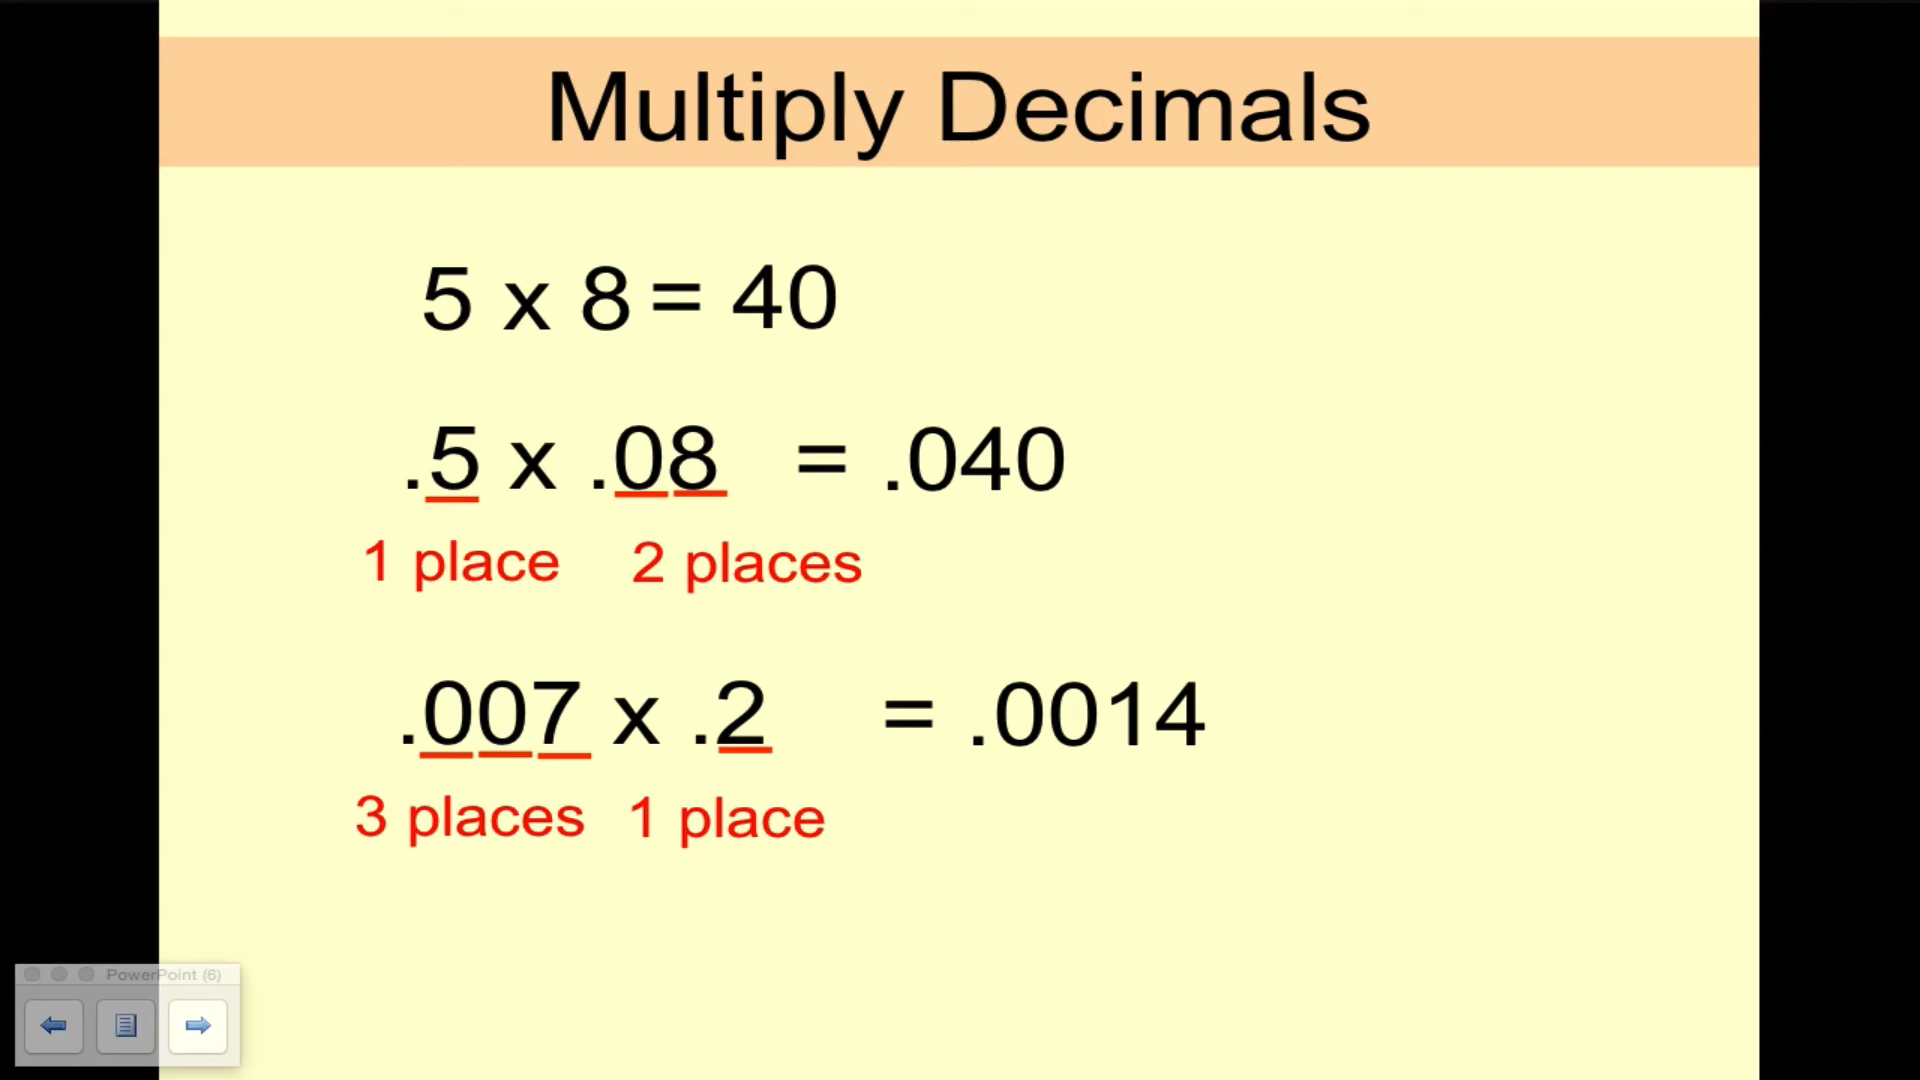 Multiply Decimals
5 x 8 = 40
.5 x .08 = .040
1 place 2 places
.007 x .2 = .0014
3 places 1 place
PowerPoint (6)